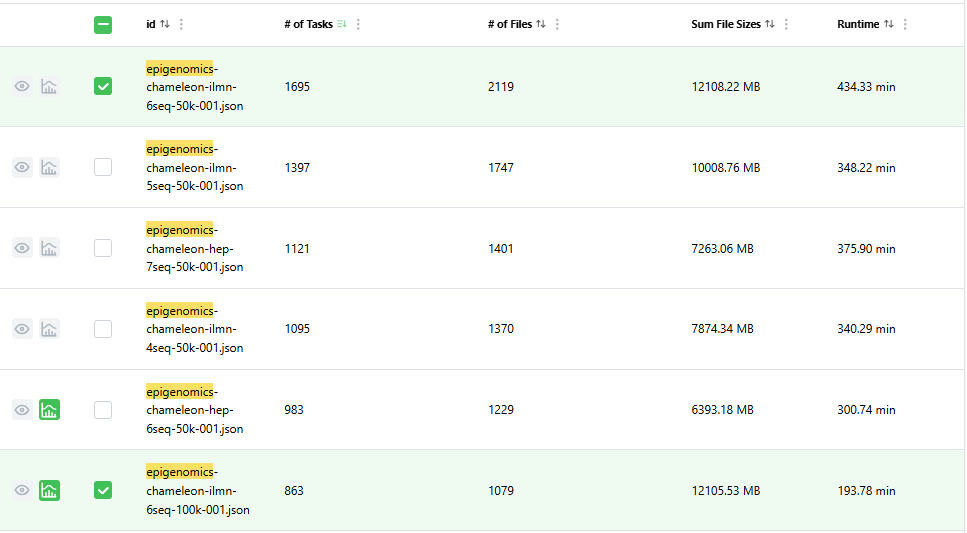 id # of Tasks # of Files Sum File Sizes Runtime
epigenomics-
chameleon-ilmn-
6seq-50k-001.json
1695 2119 12108.22 MB 434.33 min
epigenomics-
chameleon-ilmn-
5seq-50k-001.json
1397 1747 10008.76 MB 348.22 min
epigenomics-
chameleon-hep-
7seq-50k-001.json
1121 1401 7263.06 MB 375.90 min
epigenomics-
chameleon-ilmn-
4seq-50k-001.json
1095 1370 7874.34 MB 340.29 min
epigenomics-
chameleon-hep-
6seq-50k-001.json
983 1229 6393.18 MB 300.74 min
epigenomics-
chameleon-ilmn-
6seq-100k-001.json
863 1079 12105.53 MB 193.78 min